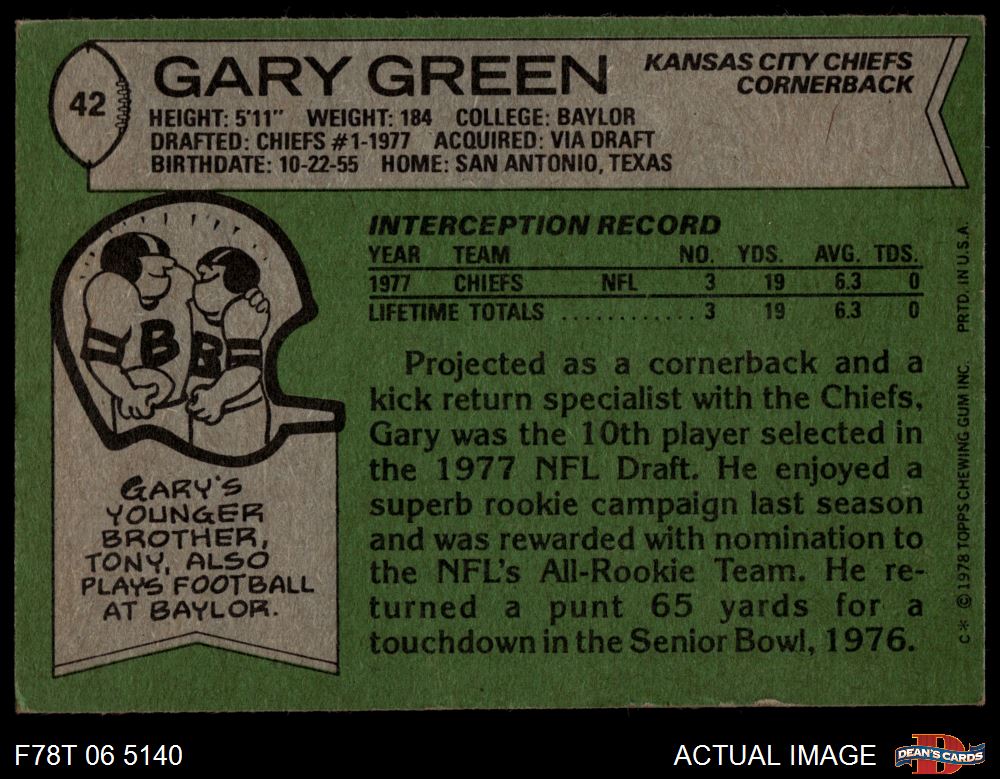 42
GARY GREEN
KANSAS CITY CHIEFS
CORNERBACK
HEIGHT: 5'11" WEIGHT: 184 COLLEGE: BAYLOR
DRAFTED: CHIEFS #1-1977 ACQUIRED: VIA DRAFT
BIRTHDATE: 10-22-55 HOME: SAN ANTONIO, TEXAS
INTERCEPTION RECORD
YEAR TEAM NO. YDS. AVG. TDS.
1977 CHIEFS NFL 3 19 6.3 0
LIFETIME TOTALS ............ 3 19 6.3 0
B B
GARY'S
YOUNGER
BROTHER,
TONY, ALSO
PLAYS FOOTBALL
AT BAYLOR.
Projected as a cornerback and a
kick return specialist with the Chiefs,
Gary was the 10th player selected in
the 1977 NFL Draft. He enjoyed a
superb rookie campaign last season
and was rewarded with nomination to
the NFL's All-Rookie Team. He re-
turned a punt 65 yards for a
touchdown in the Senior Bowl, 1976.
C* ©1978 TOPPS CHEWING GUM INC. PRTD. IN U.S.A.
F78T 06 5140
ACTUAL IMAGE
D
DEAN'S CARDS